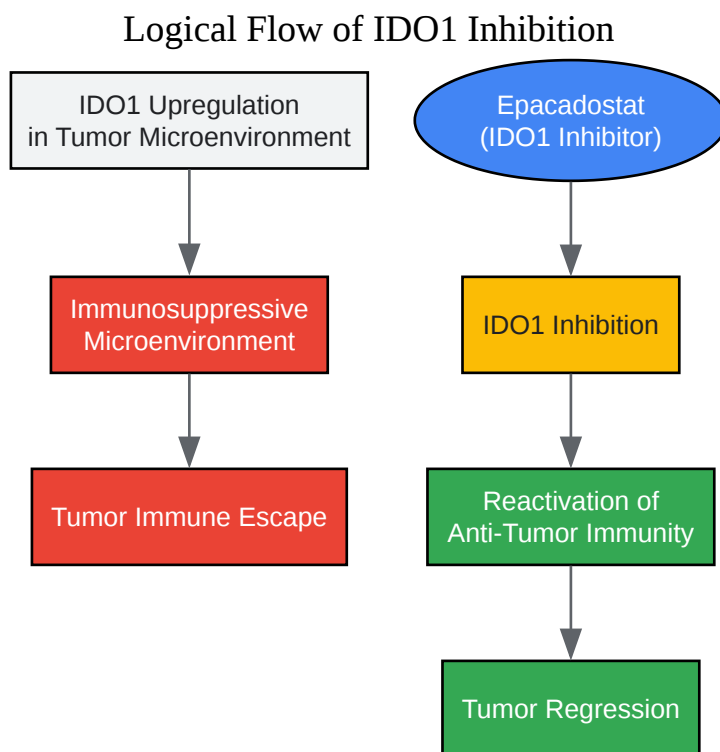 Logical Flow of IDO1 Inhibition
IDO1 Upregulation
in Tumor Microenvironment
Immunosuppressive
Microenvironment
Tumor Immune Escape
Epacadostat
(IDO1 Inhibitor)
IDO1 Inhibition
Reactivation of
Anti-Tumor Immunity
Tumor Regression